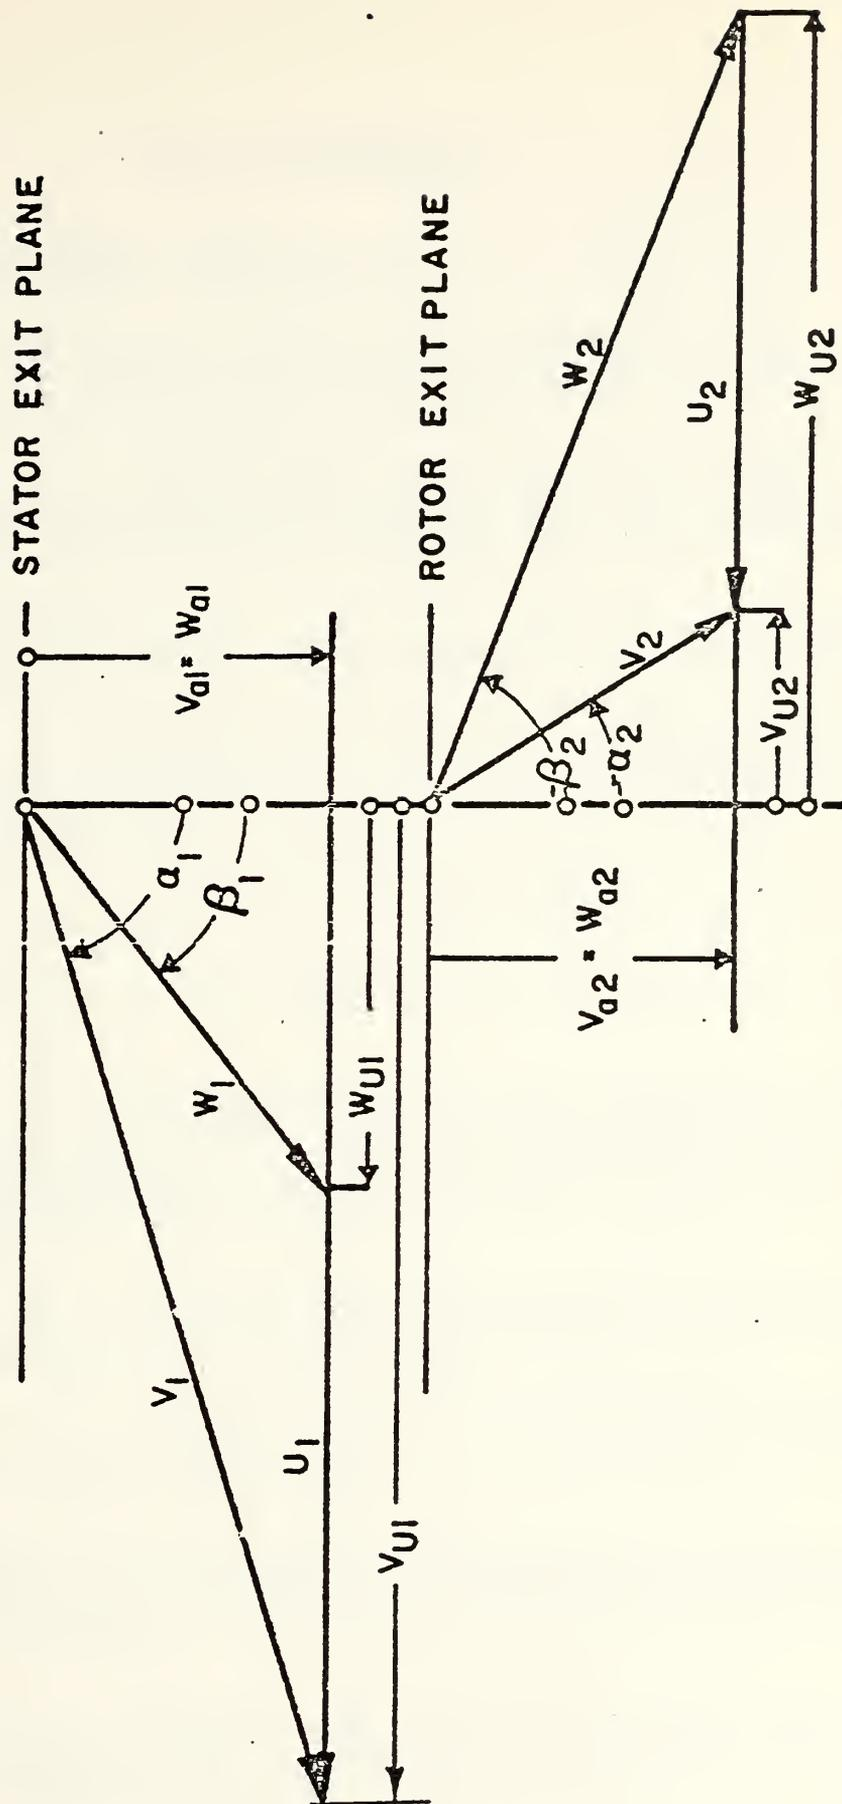 STATOR EXIT PLANE
Va1 = Wa1
α1
β1
V1
W1
U1
WU1
VU1
ROTOR EXIT PLANE
W2
V2
U2
-β2
-α2
Va2 = Wa2
VU2
WU2